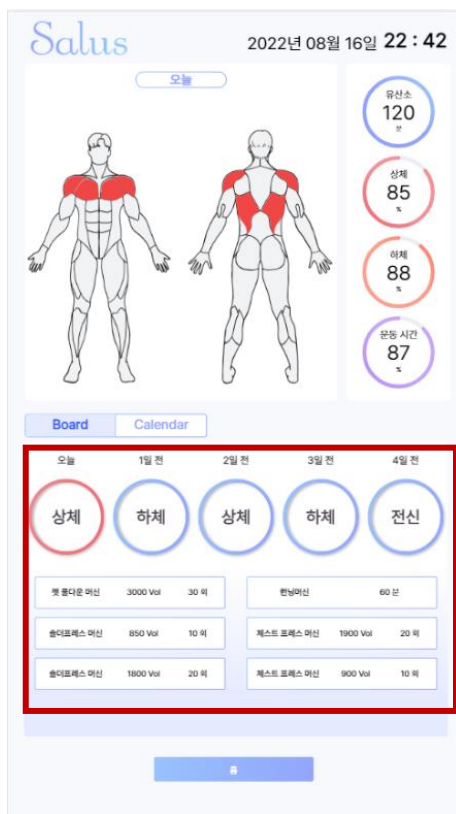 Salus
2022년 08월 16일 22 : 42
오늘
유산소
120
분
상체
85
%
하체
88
%
운동 시간
87
%
Board Calendar
오늘 1일 전 2일 전 3일 전 4일 전
상체 하체 상체 하체 전신
렛 풀다운 머신 3000 Vol 30 회
런닝머신 60 분
숄더프레스 머신 850 Vol 10 회
체스트 프레스 머신 1900 Vol 20 회
숄더프레스 머신 1800 Vol 20 회
체스트 프레스 머신 900 Vol 10 회
홈